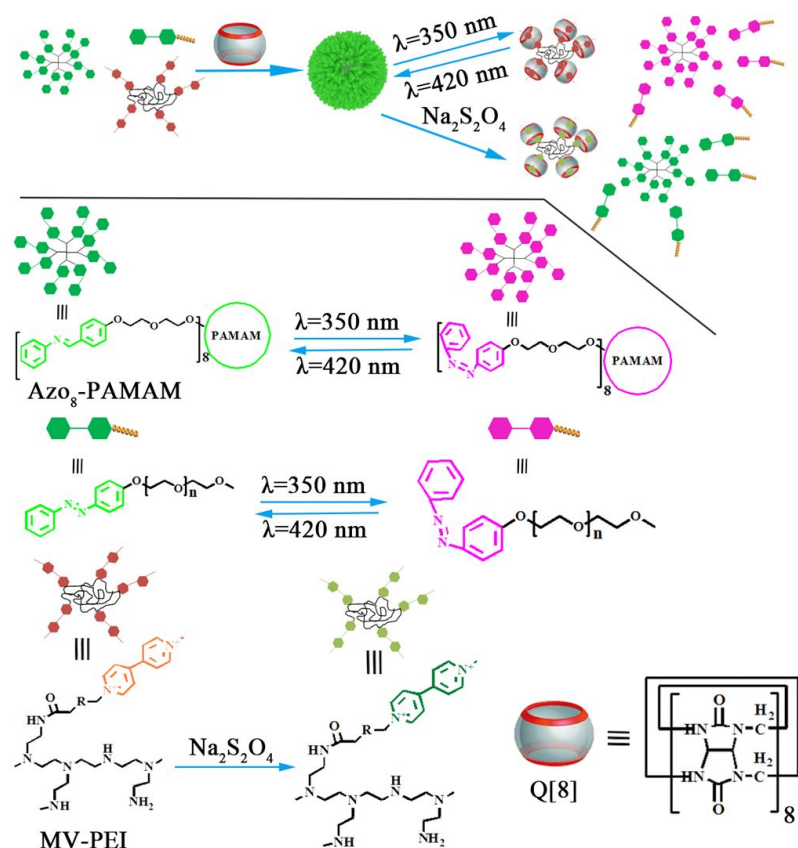 λ=350 nm
λ=420 nm
Na₂S₂O₄
N
O
O
O
8
PAMAM
λ=350 nm
λ=420 nm
N
N
O
O
O
8
PAMAM
Azo₈-PAMAM
N
N
O
O
n
O
λ=350 nm
λ=420 nm
N
N
O
O
n
O
N⁺
N⁺
O
R
HN
N
N
N
H
H
N
N
NH
NH₂
MV-PEI
Na₂S₂O₄
N⁺
N⁺
O
R
HN
N
N
N
H
H
N
N
NH
NH₂
Q[8]
O
H₂
HN
N
C
H₂
HN
N
C
O
8